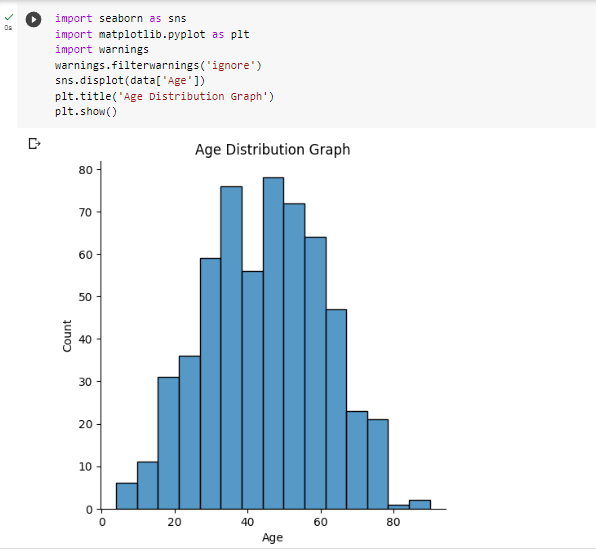 import seaborn as sns
import matplotlib.pyplot as plt
import warnings
warnings.filterwarnings('ignore')
sns.displot(data['Age'])
plt.title('Age Distribution Graph')
plt.show()
0s
Age Distribution Graph
80
70
60
50
40
30
20
10
0
Count
0 20 40 60 80
Age